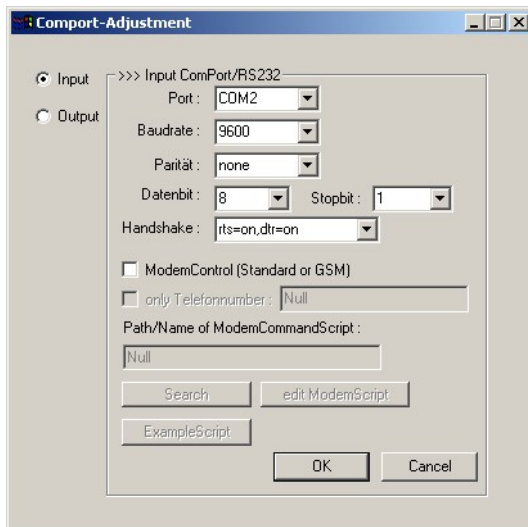 Comport-Adjustment
Input
Output
>>> Input ComPort/RS232
Port : COM2
Baudrate : 9600
Parität : none
Datenbit : 8 Stopbit : 1
Handshake : rts=on,dtr=on
ModemControl (Standard or GSM)
only Telefonnumber : Null
Path/Name of ModemCommandScript :
Null
Search edit ModemScript
ExampleScript
OK Cancel